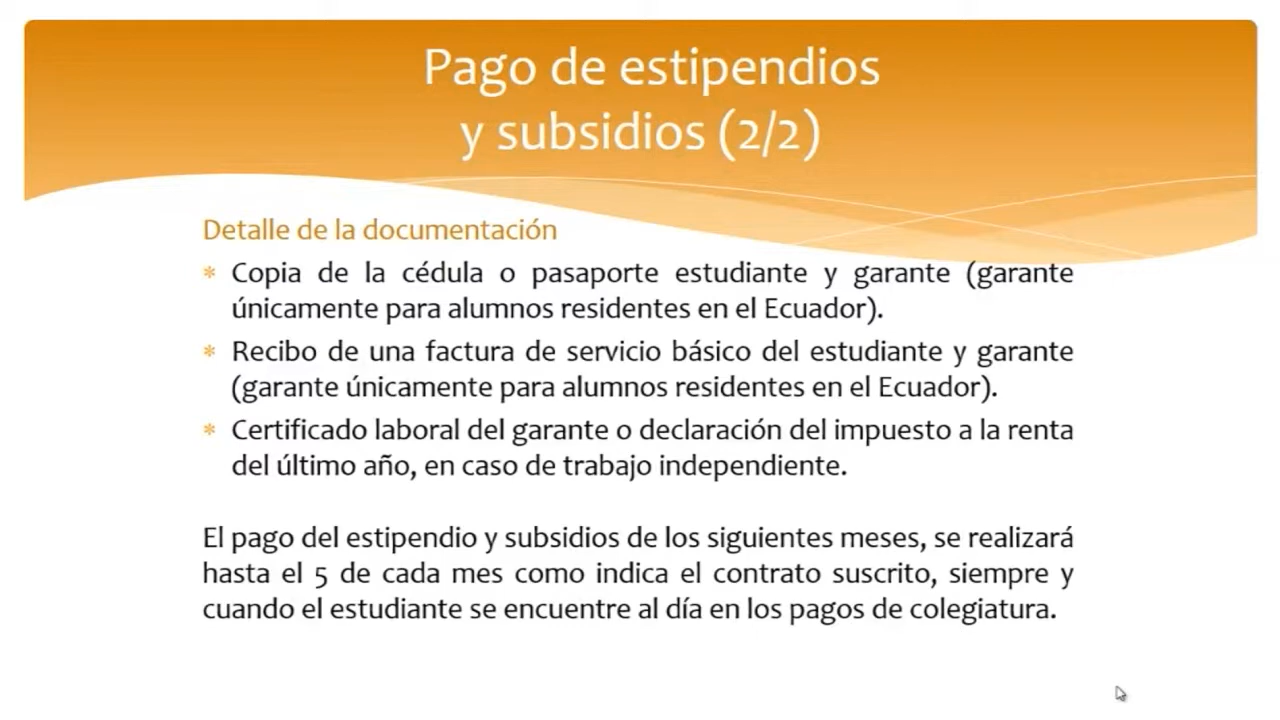 Pago de estipendios
y subsidios (2/2)
Detalle de la documentación
* Copia de la cédula o pasaporte estudiante y garante (garante
únicamente para alumnos residentes en el Ecuador).
* Recibo de una factura de servicio básico del estudiante y garante
(garante únicamente para alumnos residentes en el Ecuador).
* Certificado laboral del garante o declaración del impuesto a la renta
del último año, en caso de trabajo independiente.
El pago del estipendio y subsidios de los siguientes meses, se realizará
hasta el 5 de cada mes como indica el contrato suscrito, siempre y
cuando el estudiante se encuentre al día en los pagos de colegiatura.